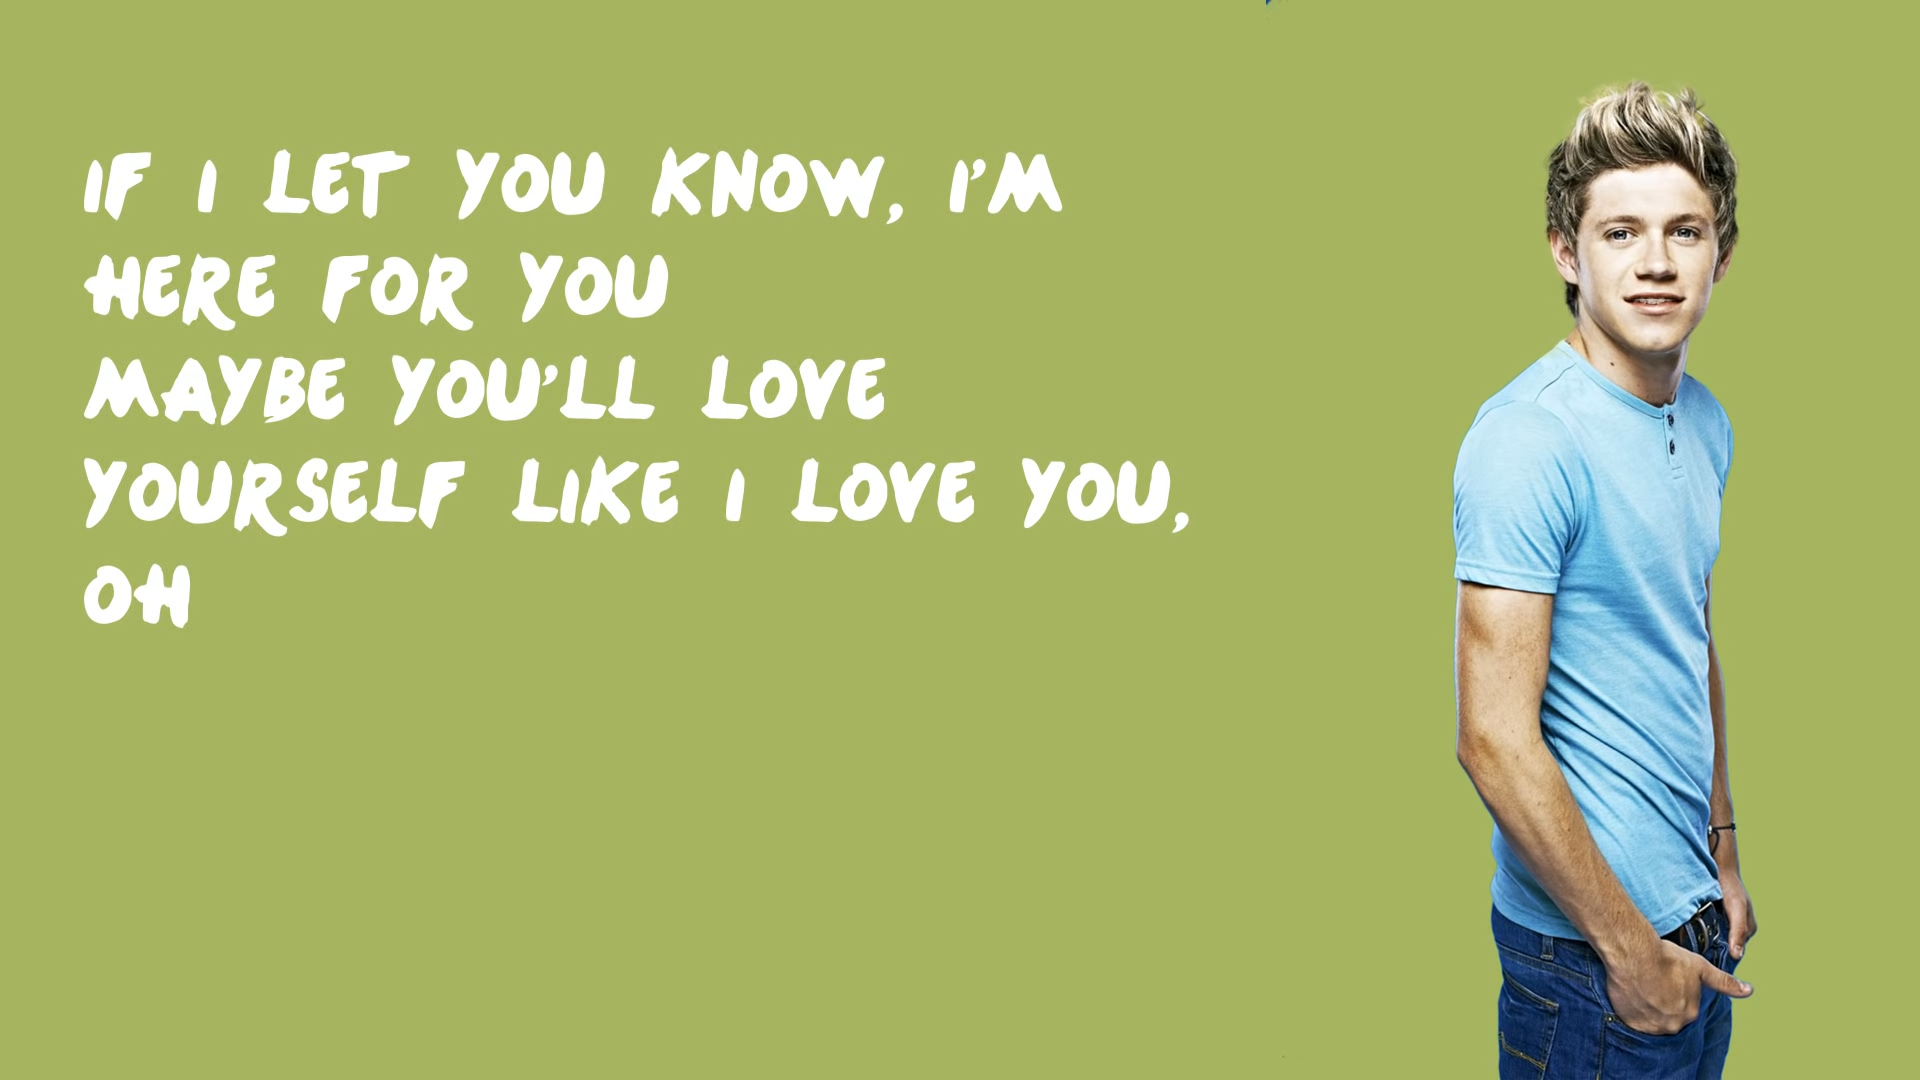 IF I LET YOU KNOW, I'M
HERE FOR YOU
MAYBE YOU'LL LOVE
YOURSELF LIKE I LOVE YOU,
OH